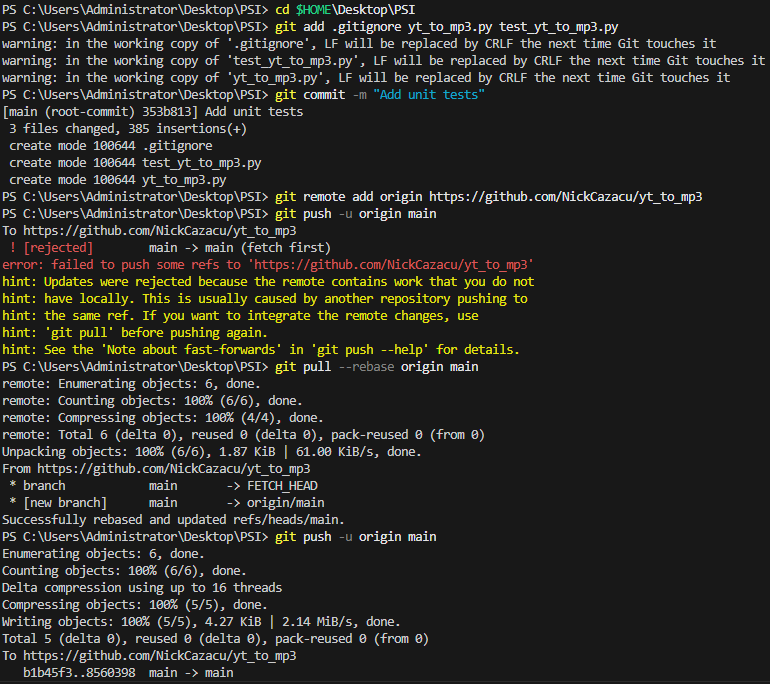 PS C:\Users\Administrator\Desktop\PSI> cd $HOME\Desktop\PSI
PS C:\Users\Administrator\Desktop\PSI> git add .gitignore yt_to_mp3.py test_yt_to_mp3.py
warning: in the working copy of '.gitignore', LF will be replaced by CRLF the next time Git touches it
warning: in the working copy of 'test_yt_to_mp3.py', LF will be replaced by CRLF the next time Git touches it
warning: in the working copy of 'yt_to_mp3.py', LF will be replaced by CRLF the next time Git touches it
PS C:\Users\Administrator\Desktop\PSI> git commit -m "Add unit tests"
[main (root-commit) 353b813] Add unit tests
 3 files changed, 385 insertions(+)
 create mode 100644 .gitignore
 create mode 100644 test_yt_to_mp3.py
 create mode 100644 yt_to_mp3.py
PS C:\Users\Administrator\Desktop\PSI> git remote add origin https://github.com/NickCazacu/yt_to_mp3
PS C:\Users\Administrator\Desktop\PSI> git push -u origin main
To https://github.com/NickCazacu/yt_to_mp3
 ! [rejected]        main -> main (fetch first)
error: failed to push some refs to 'https://github.com/NickCazacu/yt_to_mp3'
hint: Updates were rejected because the remote contains work that you do not
hint: have locally. This is usually caused by another repository pushing to
hint: the same ref. If you want to integrate the remote changes, use
hint: 'git pull' before pushing again.
hint: See the 'Note about fast-forwards' in 'git push --help' for details.
PS C:\Users\Administrator\Desktop\PSI> git pull --rebase origin main
remote: Enumerating objects: 6, done.
remote: Counting objects: 100% (6/6), done.
remote: Compressing objects: 100% (4/4), done.
remote: Total 6 (delta 0), reused 0 (delta 0), pack-reused 0 (from 0)
Unpacking objects: 100% (6/6), 1.87 KiB | 61.00 KiB/s, done.
From https://github.com/NickCazacu/yt_to_mp3
 * branch            main       -> FETCH_HEAD
 * [new branch]      main       -> origin/main
Successfully rebased and updated refs/heads/main.
PS C:\Users\Administrator\Desktop\PSI> git push -u origin main
Enumerating objects: 6, done.
Counting objects: 100% (6/6), done.
Delta compression using up to 16 threads
Compressing objects: 100% (5/5), done.
Writing objects: 100% (5/5), 4.27 KiB | 2.14 MiB/s, done.
Total 5 (delta 0), reused 0 (delta 0), pack-reused 0 (from 0)
To https://github.com/NickCazacu/yt_to_mp3
   b1b45f3..8560398  main -> main